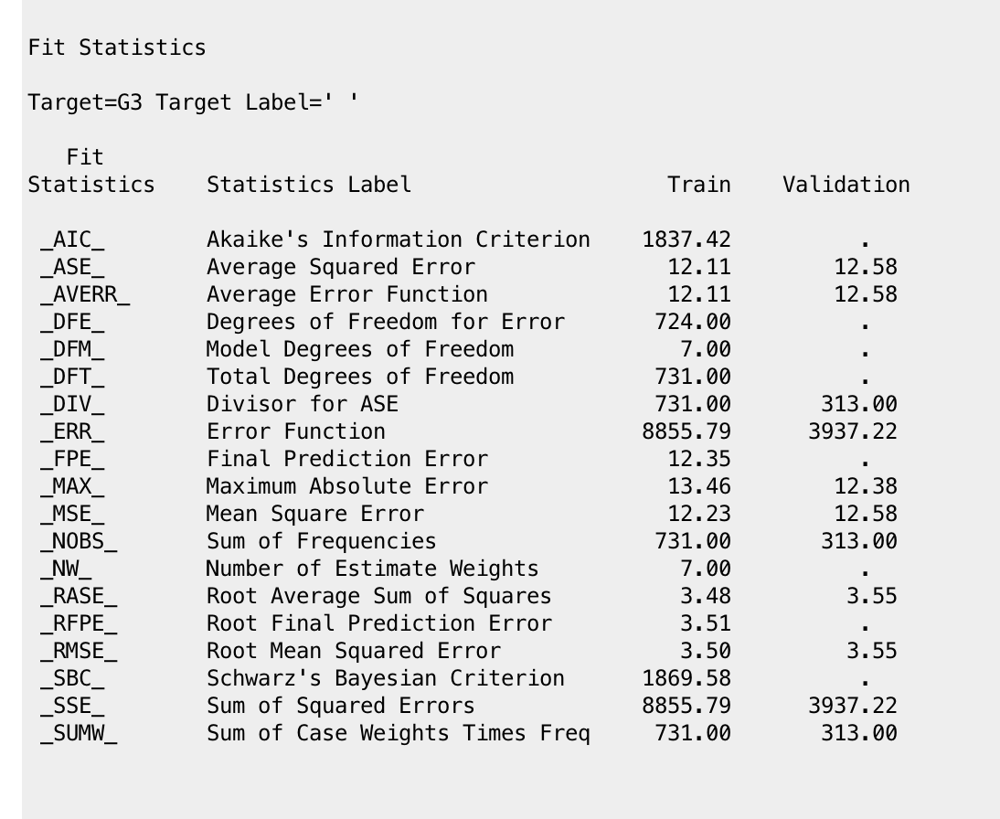 Fit Statistics
Target=G3 Target Label=' '
Fit
Statistics Statistics Label Train Validation
_AIC_ Akaike's Information Criterion 1837.42 .
_ASE_ Average Squared Error 12.11 12.58
_AVERR_ Average Error Function 12.11 12.58
_DFE_ Degrees of Freedom for Error 724.00 .
_DFM_ Model Degrees of Freedom 7.00 .
_DFT_ Total Degrees of Freedom 731.00 .
_DIV_ Divisor for ASE 731.00 313.00
_ERR_ Error Function 8855.79 3937.22
_FPE_ Final Prediction Error 12.35 .
_MAX_ Maximum Absolute Error 13.46 12.38
_MSE_ Mean Square Error 12.23 12.58
_NOBS_ Sum of Frequencies 731.00 313.00
_NW_ Number of Estimate Weights 7.00 .
_RASE_ Root Average Sum of Squares 3.48 3.55
_RFPE_ Root Final Prediction Error 3.51 .
_RMSE_ Root Mean Squared Error 3.50 3.55
_SBC_ Schwarz's Bayesian Criterion 1869.58 .
_SSE_ Sum of Squared Errors 8855.79 3937.22
_SUMW_ Sum of Case Weights Times Freq 731.00 313.00